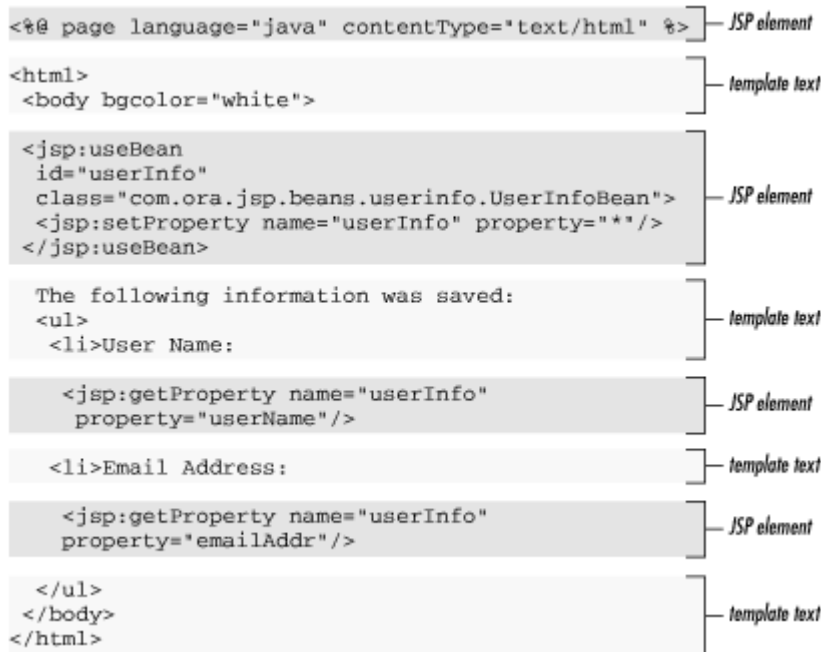 <%@ page language="java" contentType="text/html" %>
JSP element
<html>
<body bgcolor="white">
template text
<jsp:useBean
id="userInfo"
class="com.ora.jsp.beans.userinfo.UserInfoBean">
<jsp:setProperty name="userInfo" property="*"/>
</jsp:useBean>
JSP element
The following information was saved:
<ul>
<li>User Name:
template text
<jsp:getProperty name="userInfo"
property="userName"/>
JSP element
<li>Email Address:
template text
<jsp:getProperty name="userInfo"
property="emailAddr"/>
JSP element
</ul>
</body>
</html>
template text